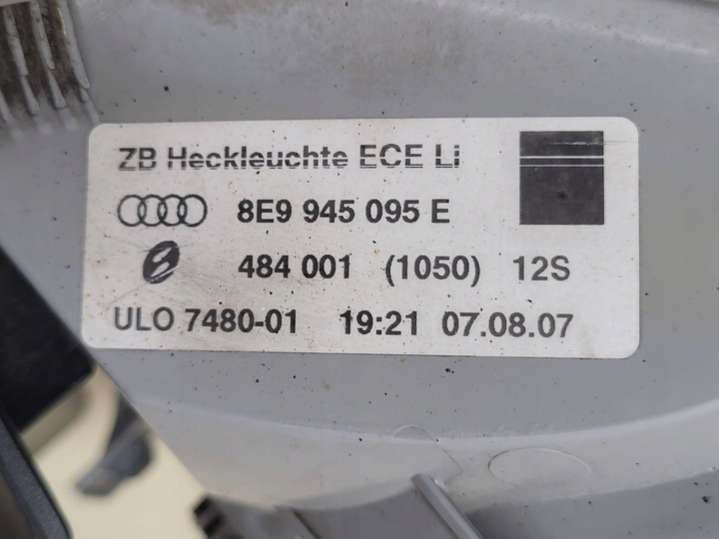 ZB Heckleuchte ECE Li
8E9 945 095 E
484 001 (1050) 12S
ULO 7480-01 19:21 07.08.07